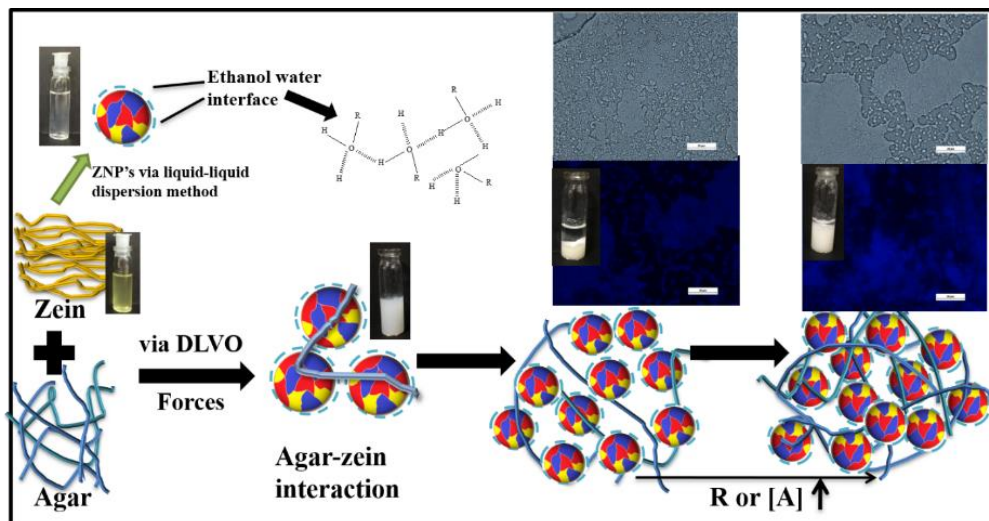 Ethanol water
interface
ZNP's via liquid-liquid
dispersion method
R
H
H
O
H
R
O
H
R
H
O
H
H
O
R
H
Zein
Agar
via DLVO
Forces
Agar-zein
interaction
R or [A]